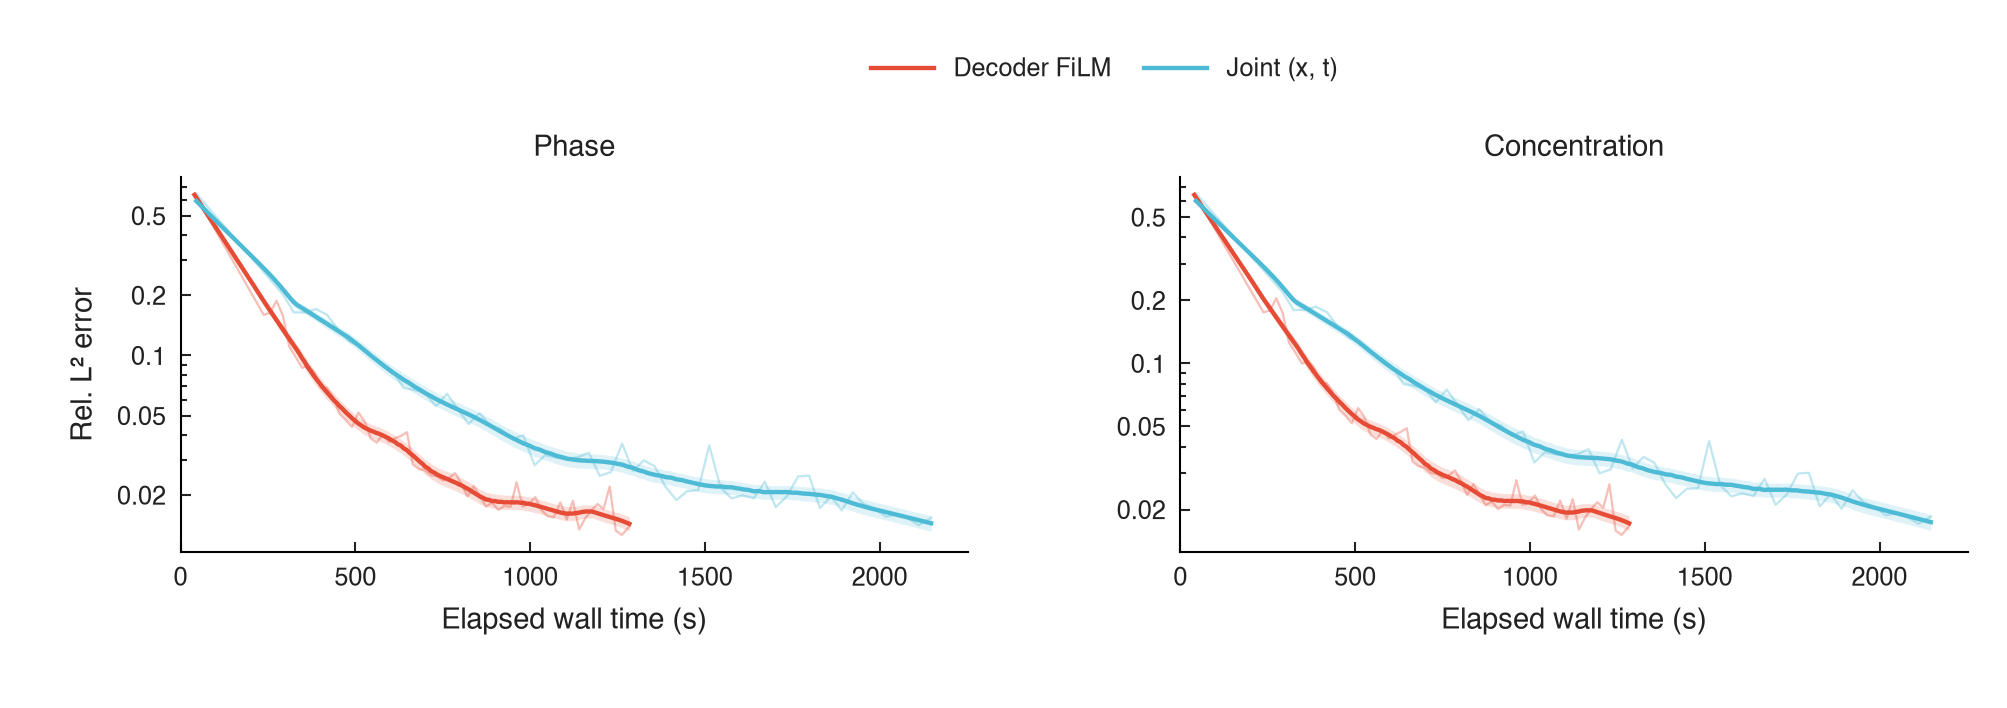 Decoder FiLM Joint (x, t)
Phase
Rel. L² error
0.5
0.2
0.1
0.05
0.02
0 500 1000 1500 2000
Elapsed wall time (s)
Concentration
0.5
0.2
0.1
0.05
0.02
0 500 1000 1500 2000
Elapsed wall time (s)